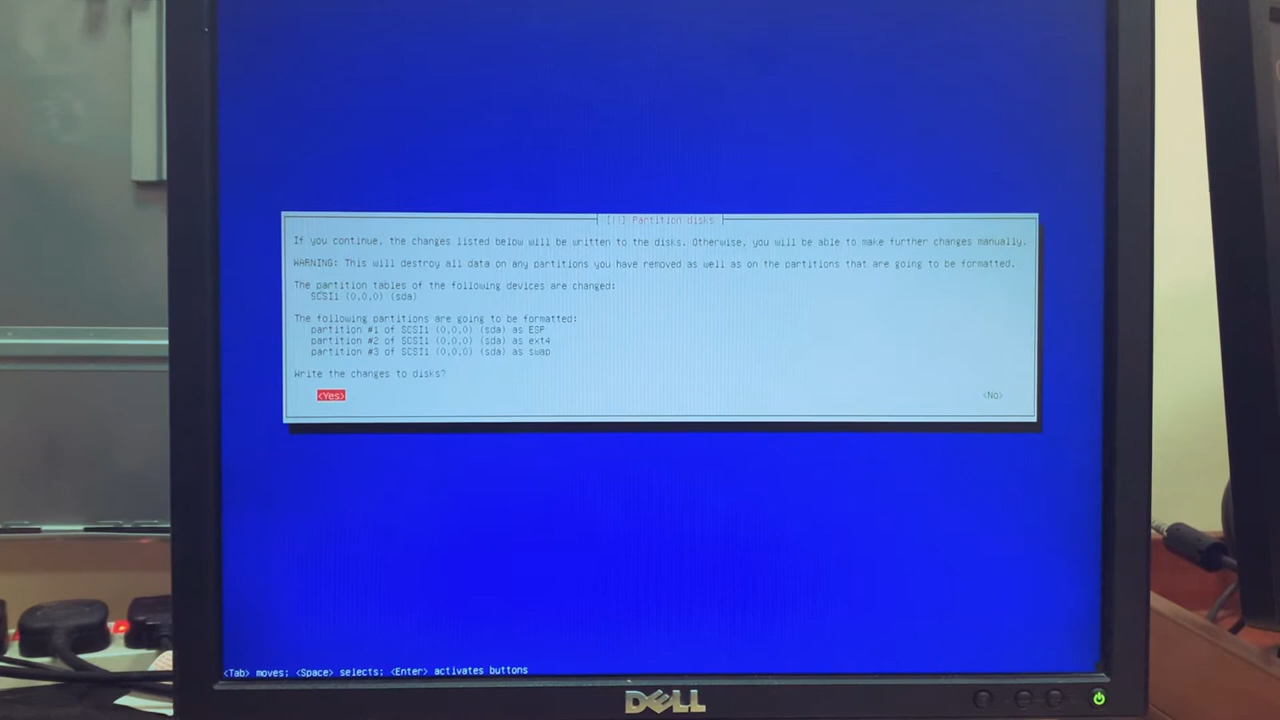 [!!] Partition disks
If you continue, the changes listed below will be written to the disks. Otherwise, you will be able to make further changes manually.
WARNING: This will destroy all data on any partitions you have removed as well as on the partitions that are going to be formatted.
The partition tables of the following devices are changed:
SCSI1 (0,0,0) (sda)
The following partitions are going to be formatted:
partition #1 of SCSI1 (0,0,0) (sda) as ESP
partition #2 of SCSI1 (0,0,0) (sda) as ext4
partition #3 of SCSI1 (0,0,0) (sda) as swap
Write the changes to disks?
<Yes> <No>
<Tab> moves; <Space> selects; <Enter> activates buttons
DELL